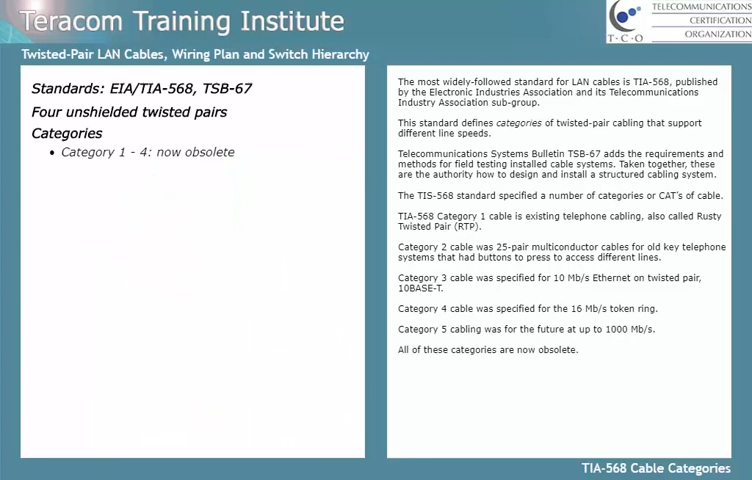 Teracom Training Institute
TELECOMMUNICATIONS
CERTIFICATION
ORGANIZATION
T·C·O
Twisted-Pair LAN Cables, Wiring Plan and Switch Hierarchy
Standards: EIA/TIA-568, TSB-67
Four unshielded twisted pairs
Categories
• Category 1 - 4: now obsolete
The most widely-followed standard for LAN cables is TIA-568, published
by the Electronic Industries Association and its Telecommunications
Industry Association sub-group.
This standard defines categories of twisted-pair cabling that support
different line speeds.
Telecommunications Systems Bulletin TSB-67 adds the requirements and
methods for field testing installed cable systems. Taken together, these
are the authority how to design and install a structured cabling system.
The TIS-568 standard specified a number of categories or CAT's of cable.
TIA-568 Category 1 cable is existing telephone cabling, also called Rusty
Twisted Pair (RTP).
Category 2 cable was 25-pair multiconductor cables for old key telephone
systems that had buttons to press to access different lines.
Category 3 cable was specified for 10 Mb/s Ethernet on twisted pair,
10BASE-T.
Category 4 cable was specified for the 16 Mb/s token ring.
Category 5 cabling was for the future at up to 1000 Mb/s.
All of these categories are now obsolete.
TIA-568 Cable Categories